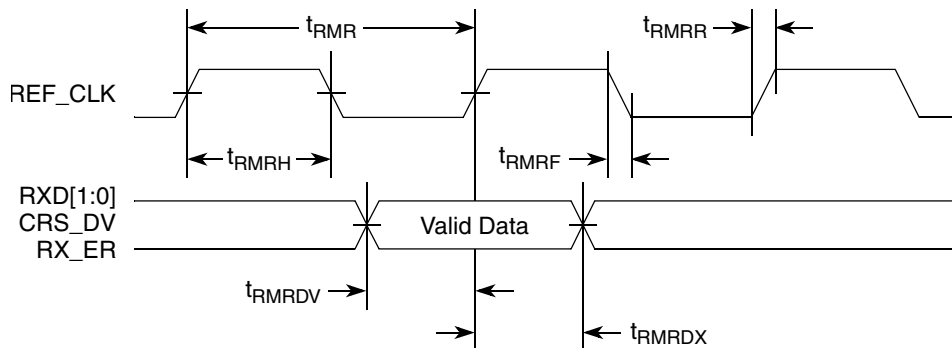 tRMR
tRMRR
REF_CLK
tRMRH
tRMRF
RXD[1:0]
CRS_DV
RX_ER
Valid Data
tRMRDV
tRMRDX